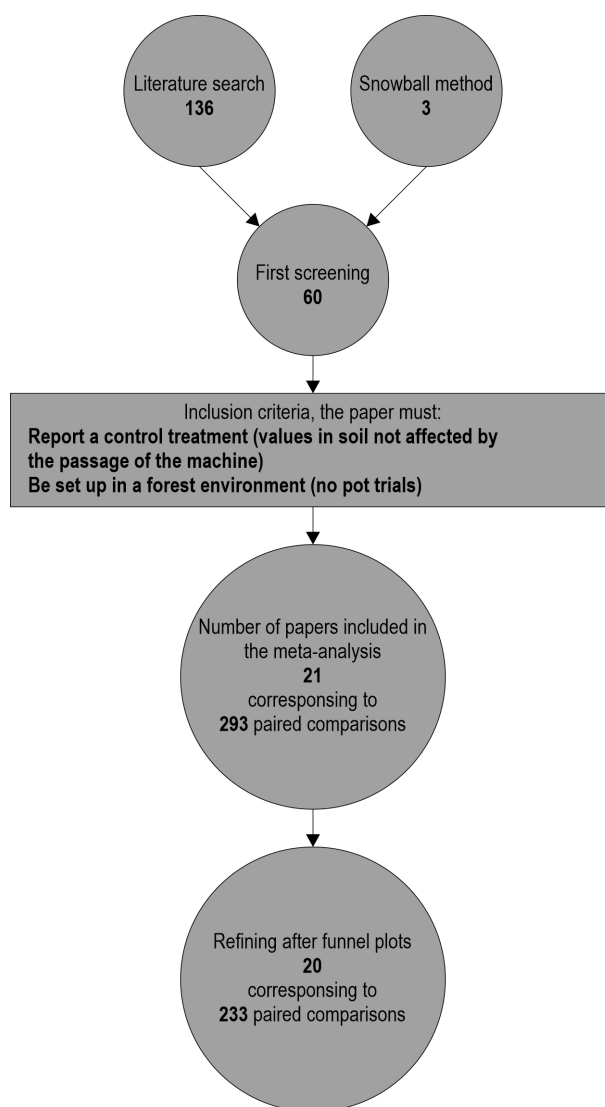 Literature search
136
Snowball method
3
First screening
60
Inclusion criteria, the paper must:
Report a control treatment (values in soil not affected by
the passage of the machine)
Be set up in a forest environment (no pot trials)
Number of papers included in
the meta-analysis
21
corresponsing to
293 paired comparisons
Refining after funnel plots
20
corresponsing to
233 paired comparisons